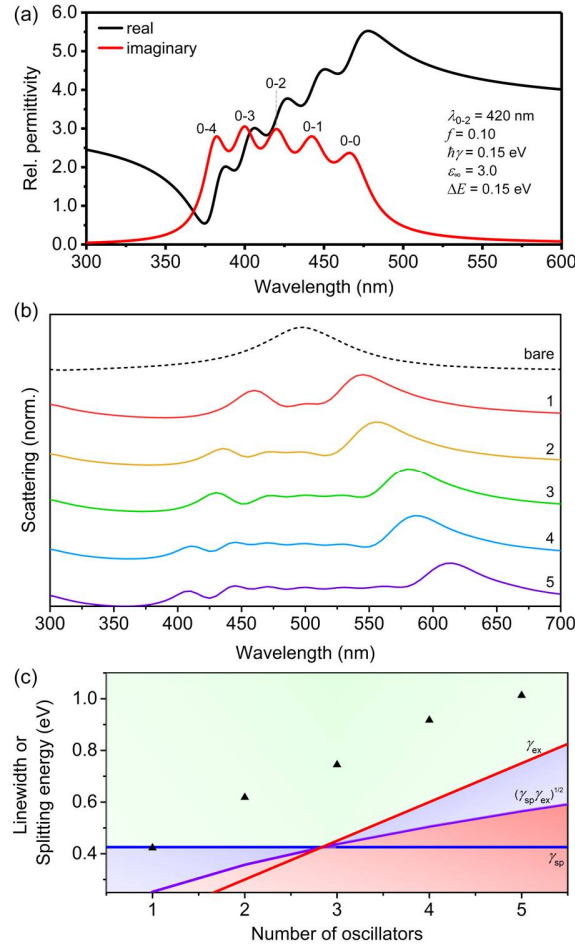 (a)
real
imaginary
Rel. permittivity
6.0
5.0
4.0
3.0
2.0
1.0
0.0
0-4
0-3
0-2
0-1
0-0
λ0-2 = 420 nm
f = 0.10
ℏγ = 0.15 eV
ε∞ = 3.0
ΔE = 0.15 eV
300 350 400 450 500 550 600
Wavelength (nm)
(b)
Scattering (norm.)
bare
1
2
3
4
5
300 350 400 450 500 550 600 650 700
Wavelength (nm)
(c)
Linewidth or
Splitting energy (eV)
1.0
0.8
0.6
0.4
γex
(γspγex)1/2
γsp
1 2 3 4 5
Number of oscillators